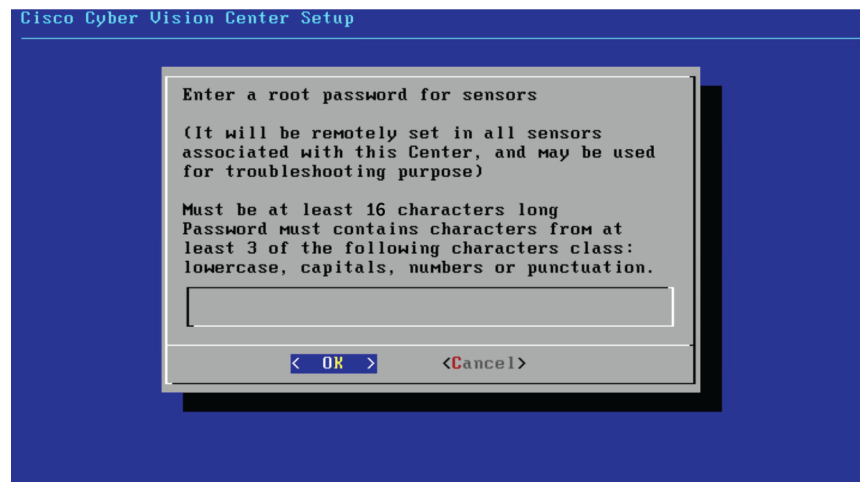 Cisco Cyber Vision Center Setup
Enter a root password for sensors
(It will be remotely set in all sensors
associated with this Center, and may be used
for troubleshooting purpose)
Must be at least 16 characters long
Password must contains characters from at
least 3 of the following characters class:
lowercase, capitals, numbers or punctuation.
< OK > <Cancel>